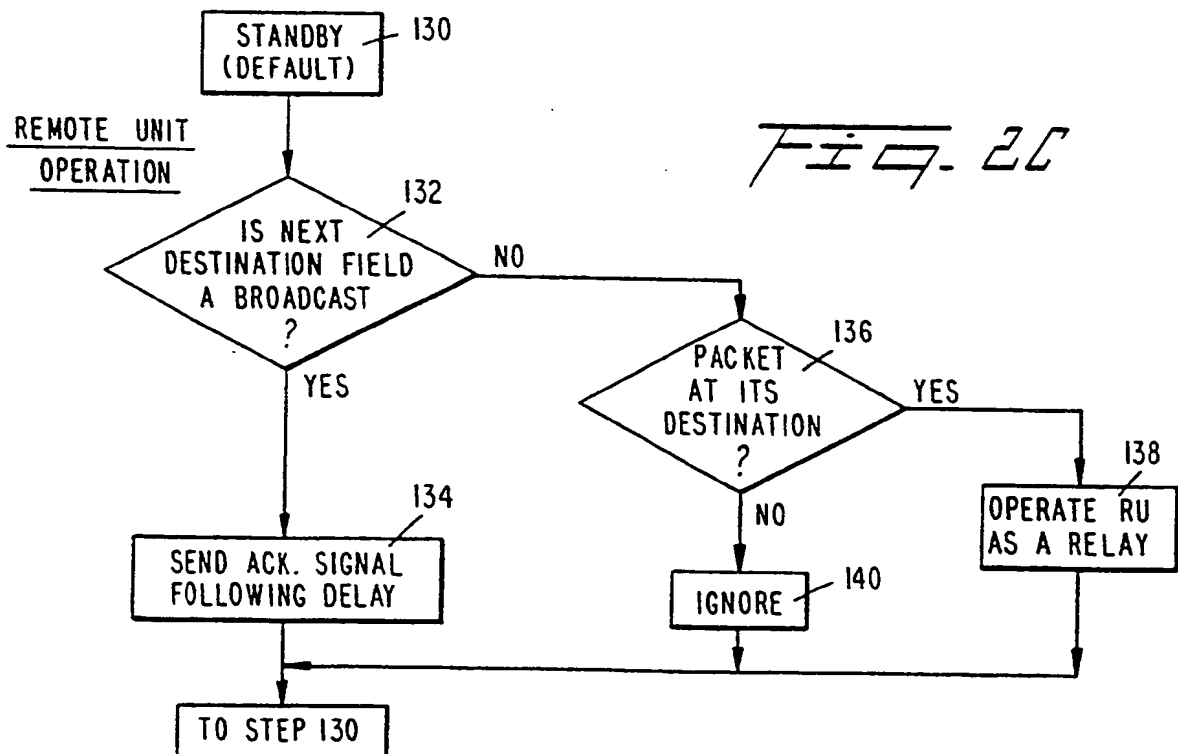 STANDBY
(DEFAULT)
130
REMOTE UNIT
OPERATION
Fig. 2C
132
IS NEXT
DESTINATION FIELD
A BROADCAST
?
NO
YES
136
PACKET
AT ITS
DESTINATION
?
YES
NO
138
OPERATE RU
AS A RELAY
134
SEND ACK. SIGNAL
FOLLOWING DELAY
140
IGNORE
TO STEP 130